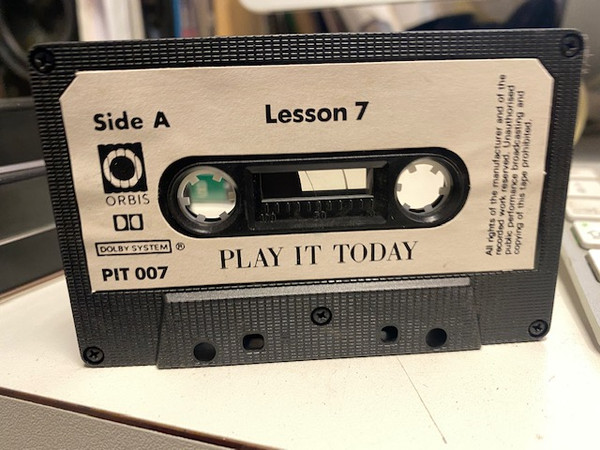 Side A
Lesson 7
ORBIS
DOLBY SYSTEM ®
PIT 007
PLAY IT TODAY
All rights of the manufacturer and of the
recorded work reserved. Unauthorised
public performance broadcasting and
copying of this tape prohibited.